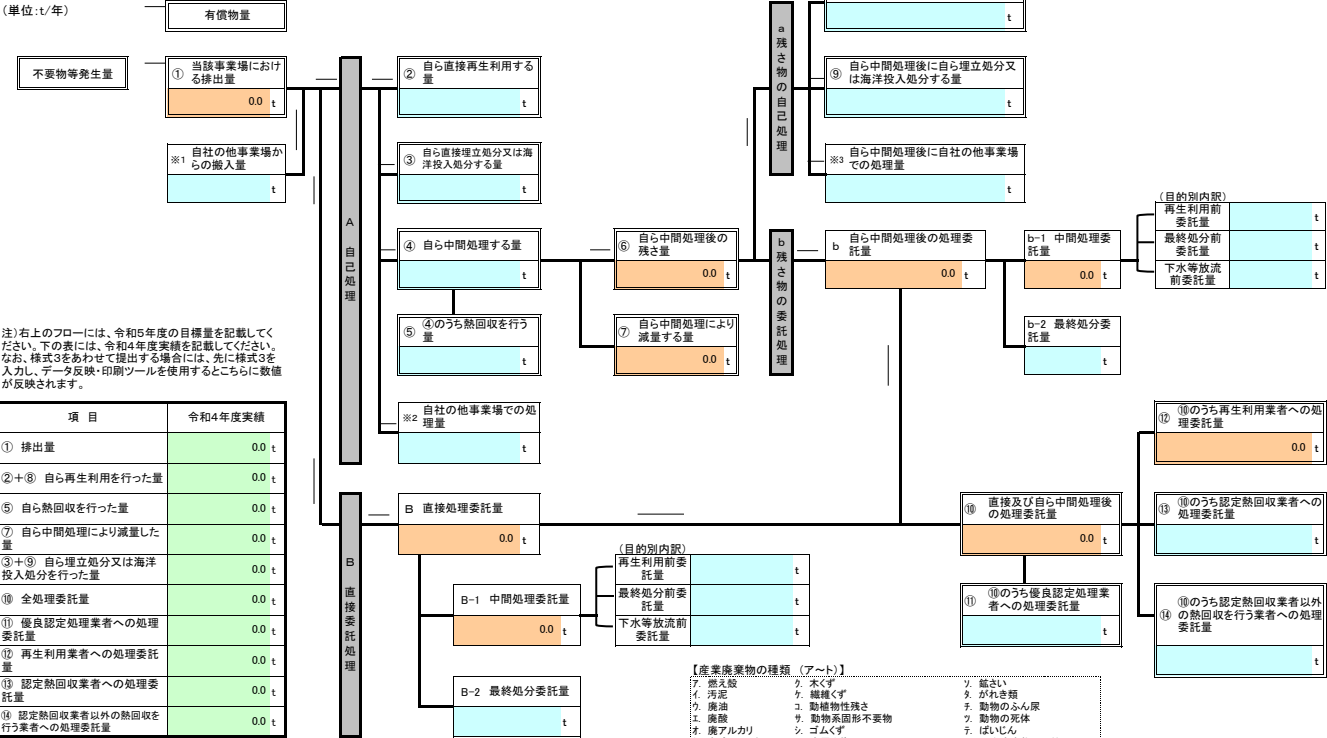 (単位:t/年)
有償物量
不要物等発生量
① 当該事業場におけ
る排出量
0.0 t
※1 自社の他事業場か
らの搬入量
t
A 自己処理
② 自ら直接再生利用する
量
t
③ 自ら直接埋立処分又は海
洋投入処分する量
t
④ 自ら中間処理する量
t
⑤ ④のうち熱回収を行う
量
t
※2 自社の他事業場での処
理量
t
⑥ 自ら中間処理後の
残さ量
0.0 t
⑦ 自ら中間処理により
減量する量
0.0 t
a 残さ物の自己処理
t
⑨ 自ら中間処理後に自ら埋立処分又
は海洋投入処分する量
t
※3 自ら中間処理後に自社の他事業場
での処理量
t
b 残さ物の委託処理
b 自ら中間処理後の処理委
託量
0.0 t
b-1 中間処理委
託量
0.0 t
b-2 最終処分委
託量
t
(目的別内訳)
再生利用前
委託量
t
最終処分前
委託量
t
下水等放流
前委託量
t
注)右上のフローには、令和5年度の目標量を記載してく
ださい。下の表には、令和4年度実績を記載してください。
なお、様式3をあわせて提出する場合には、先に様式3を
入力し、データ反映・印刷ツールを使用するとこちらに数値
が反映されます。
項 目 令和4年度実績
① 排出量 0.0 t
②+⑧ 自ら再生利用を行った量 0.0 t
⑤ 自ら熱回収を行った量 0.0 t
⑦ 自ら中間処理により減量した
量 0.0 t
③+⑨ 自ら埋立処分又は海洋
投入処分を行った量 0.0 t
⑩ 全処理委託量 0.0 t
⑪ 優良認定処理業者への処理
委託量 0.0 t
⑫ 再生利用業者への処理委託
量 0.0 t
⑬ 認定熱回収業者への処理委
託量 0.0 t
⑭ 認定熱回収業者以外の熱回収を
行う業者への処理委託量 0.0 t
B 直接委託処理
B 直接処理委託量
0.0 t
B-1 中間処理委託量
0.0 t
B-2 最終処分委託量
t
(目的別内訳)
再生利用前委
託量
t
最終処分前委
託量
t
下水等放流前
委託量
t
⑩ 直接及び自ら中間処理後
の処理委託量
0.0 t
⑪ ⑩のうち優良認定処理業
者への処理委託量
t
⑫ ⑩のうち再生利用業者への処
理委託量
0.0 t
⑬ ⑩のうち認定熱回収業者への
処理委託量
t
⑭ ⑩のうち認定熱回収業者以外
の熱回収を行う業者への処理
委託量
t
【産業廃棄物の種類 (ア~ト)】
ア. 燃え殻 ク. 木くず ソ. 鉱さい
イ. 汚泥 ケ. 繊維くず タ. がれき類
ウ. 廃油 コ. 動植物性残さ チ. 動物のふん尿
エ. 廃酸 サ. 動物系固形不要物 ツ. 動物の死体
オ. 廃アルカリ シ. ゴムくず テ. ばいじん